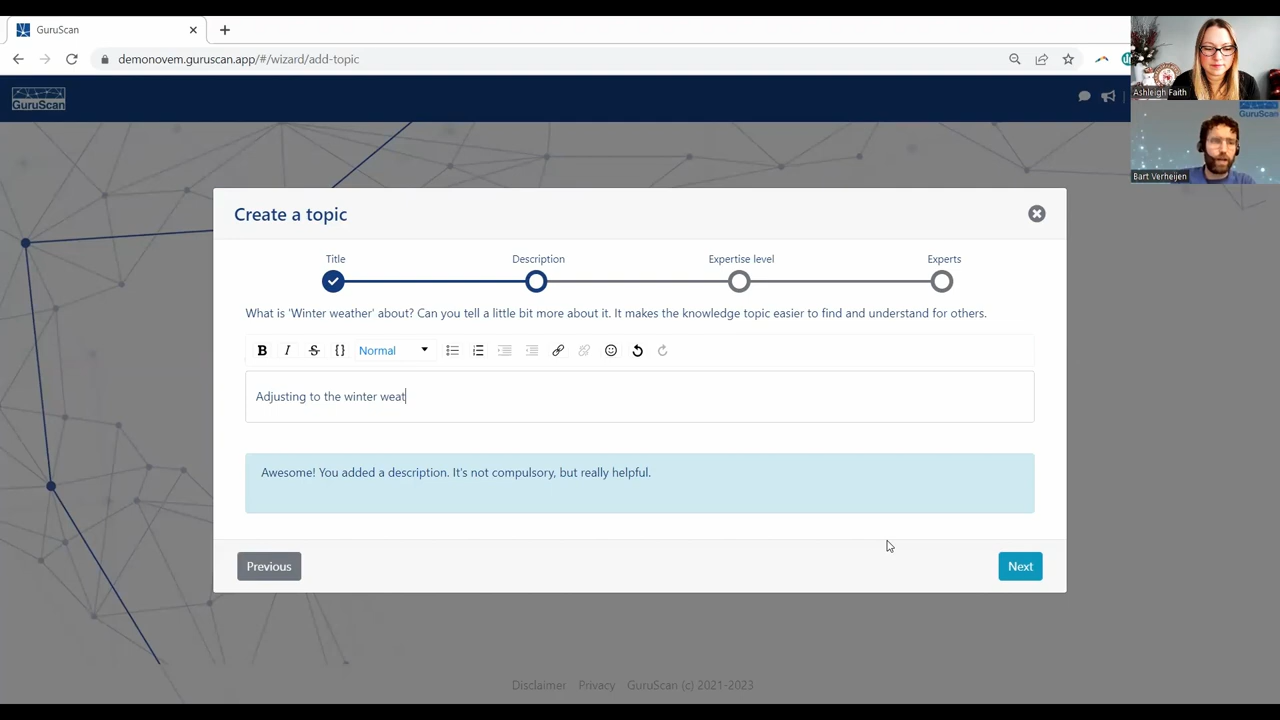 GuruScan
demonovem.guruscan.app/#/wizard/add-topic
GuruScan
Ashleigh Faith
GuruScan
Bart Verheijen
Create a topic
Title Description Expertise level Experts
What is 'Winter weather' about? Can you tell a little bit more about it. It makes the knowledge topic easier to find and understand for others.
B I S {} Normal
Adjusting to the winter weat
Awesome! You added a description. It's not compulsory, but really helpful.
Previous Next
Disclaimer Privacy GuruScan (c) 2021-2023